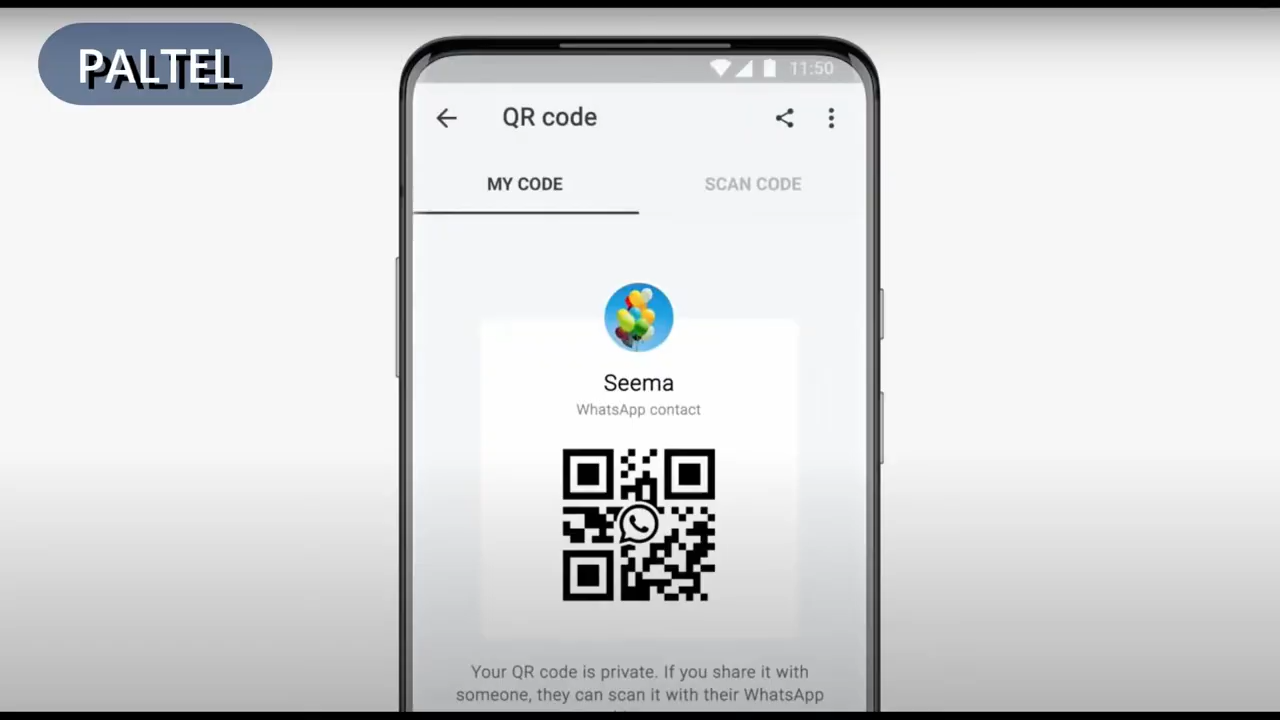 PALTEL
11:50
QR code
MY CODE
SCAN CODE
Seema
WhatsApp contact
Your QR code is private. If you share it with
someone, they can scan it with their WhatsApp